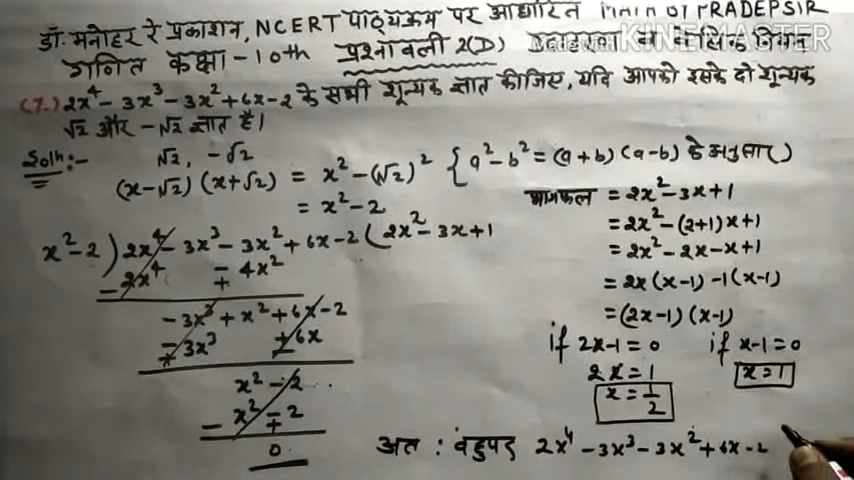 डॉ. मनोहर रे प्रकाशन, NCERT पाठ्यक्रम पर आधारित PRADEPSIR
गणित कक्षा - 10th प्रश्नावली 2(D)
(7.) 2x⁴ - 3x³ - 3x² + 6x - 2 के सभी शून्यक ज्ञात कीजिए, यदि आपको इसके दो शून्यक
√2 और -√2 ज्ञात है।
Solh:- √2, -√2
(x-√2) (x+√2) = x² - (√2)² { a² - b² = (a+b) (a-b) के अनुसार }
= x² - 2
x² - 2 ) 2x⁴ - 3x³ - 3x² + 6x - 2 ( 2x² - 3x + 1
- 2x⁴ - + 4x²
- 3x³ + x² + 6x - 2
- + 3x³ ± 6x
x² - 2
- x² - + 2
0
भागफल = 2x² - 3x + 1
= 2x² - (2+1)x + 1
= 2x² - 2x - x + 1
= 2x (x-1) - 1(x-1)
= (2x-1) (x-1)
if 2x-1 = 0 if x-1 = 0
2x = 1 x = 1
x = 1/2
अत: बहुपद 2x⁴ - 3x³ - 3x² + 6x - 2